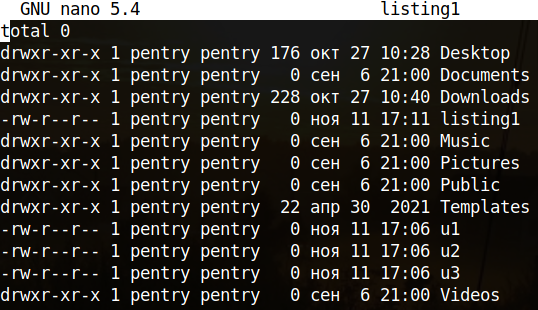 GNU nano 5.4 listing1
total 0
drwxr-xr-x 1 pentry pentry 176 окт 27 10:28 Desktop
drwxr-xr-x 1 pentry pentry   0 сен  6 21:00 Documents
drwxr-xr-x 1 pentry pentry 228 окт 27 10:40 Downloads
-rw-r--r-- 1 pentry pentry   0 ноя 11 17:11 listing1
drwxr-xr-x 1 pentry pentry   0 сен  6 21:00 Music
drwxr-xr-x 1 pentry pentry   0 сен  6 21:00 Pictures
drwxr-xr-x 1 pentry pentry   0 сен  6 21:00 Public
drwxr-xr-x 1 pentry pentry  22 апр 30  2021 Templates
-rw-r--r-- 1 pentry pentry   0 ноя 11 17:06 u1
-rw-r--r-- 1 pentry pentry   0 ноя 11 17:06 u2
-rw-r--r-- 1 pentry pentry   0 ноя 11 17:06 u3
drwxr-xr-x 1 pentry pentry   0 сен  6 21:00 Videos